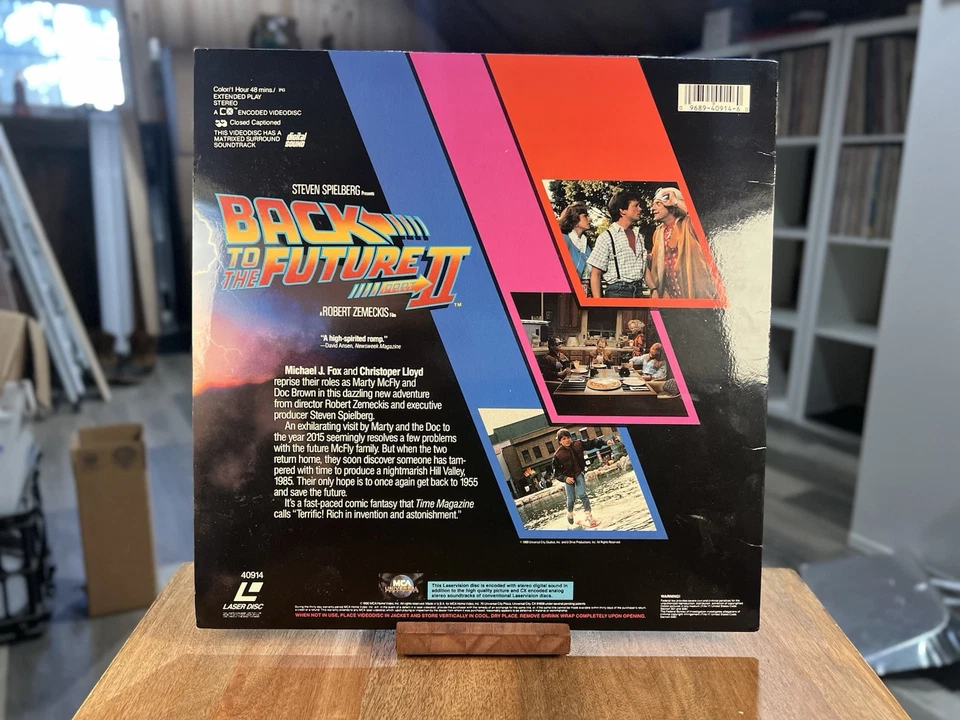 Color/1 Hour 48 mins./ PG
EXTENDED PLAY
STEREO
A CX ENCODED VIDEODISC
Closed Captioned
THIS VIDEODISC HAS A
MATRIXED SURROUND
SOUNDTRACK
digital
SOUND
0 9689-40914-6
STEVEN SPIELBERG Presents
BACK
TO
THE FUTURE
PART II
TM
A ROBERT ZEMECKIS Film
"A high-spirited romp."
—David Ansen, Newsweek Magazine
Michael J. Fox and Christoper Lloyd
reprise their roles as Marty McFly and
Doc Brown in this dazzling new adventure
from director Robert Zemeckis and executive
producer Steven Spielberg.
An exhilarating visit by Marty and the Doc to
the year 2015 seemingly resolves a few problems
with the future McFly family. But when the two
return home, they soon discover someone has tam-
pered with time to produce a nightmarish Hill Valley,
1985. Their only hope is to once again get back to 1955
and save the future.
It's a fast-paced comic fantasy that Time Magazine
calls "Terrific! Rich in invention and astonishment."
40914
LASER DISC
MCA
UNIVERSAL
This Laservision disc is encoded with stereo digital sound in
addition to the high quality picture and CX encoded analog
stereo soundtracks of conventional Laservision discs.
WARNING!
WHEN NOT IN USE, PLACE VIDEODISC IN JACKET AND STORE VERTICALLY IN COOL, DRY PLACE. REMOVE SHRINK WRAP COMPLETELY UPON OPENING.